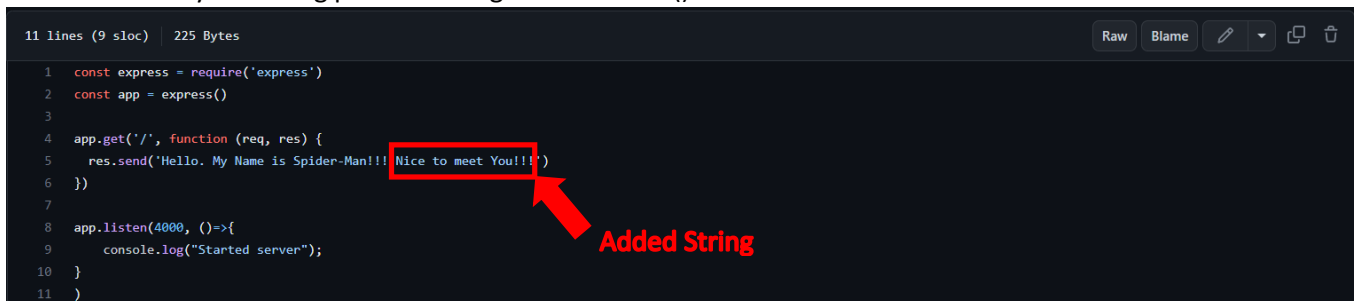 11 lines (9 sloc) 225 Bytes Raw Blame
1 const express = require('express')
2 const app = express()
3
4 app.get('/', function (req, res) {
5 res.send('Hello. My Name is Spider-Man!!! Nice to meet You!!!')
6 })
7
8 app.listen(4000, ()=>{
9 console.log("Started server");
10 }
11 )
Added String